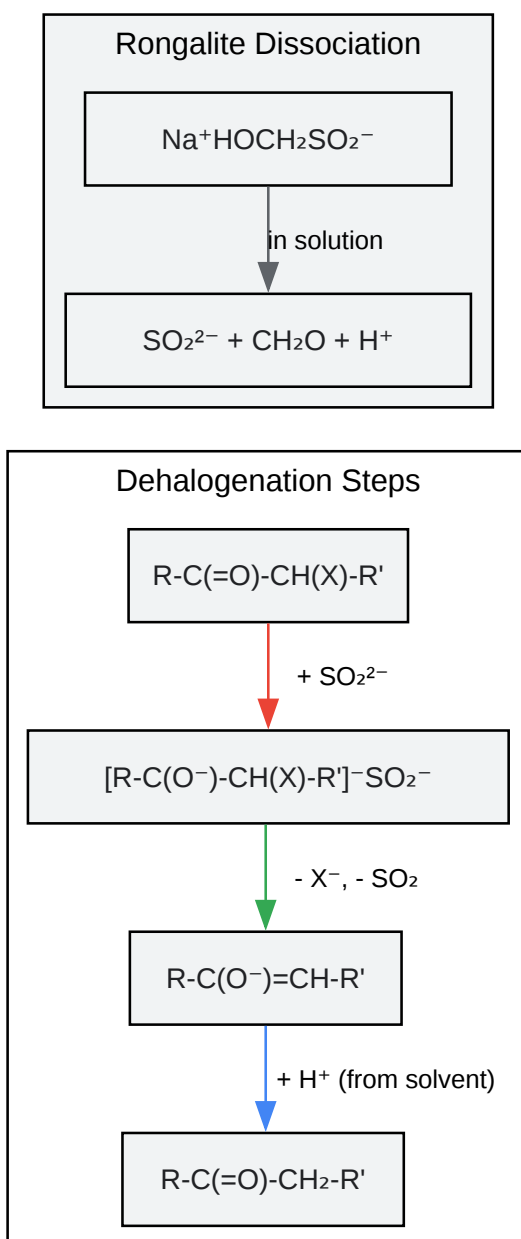 Rongalite Dissociation
Na⁺HOCH₂SO₂⁻
in solution
SO₂²⁻ + CH₂O + H⁺
Dehalogenation Steps
R-C(=O)-CH(X)-R'
+ SO₂²⁻
[R-C(O⁻)-CH(X)-R']⁻SO₂⁻
- X⁻, - SO₂
R-C(O⁻)=CH-R'
+ H⁺ (from solvent)
R-C(=O)-CH₂-R'